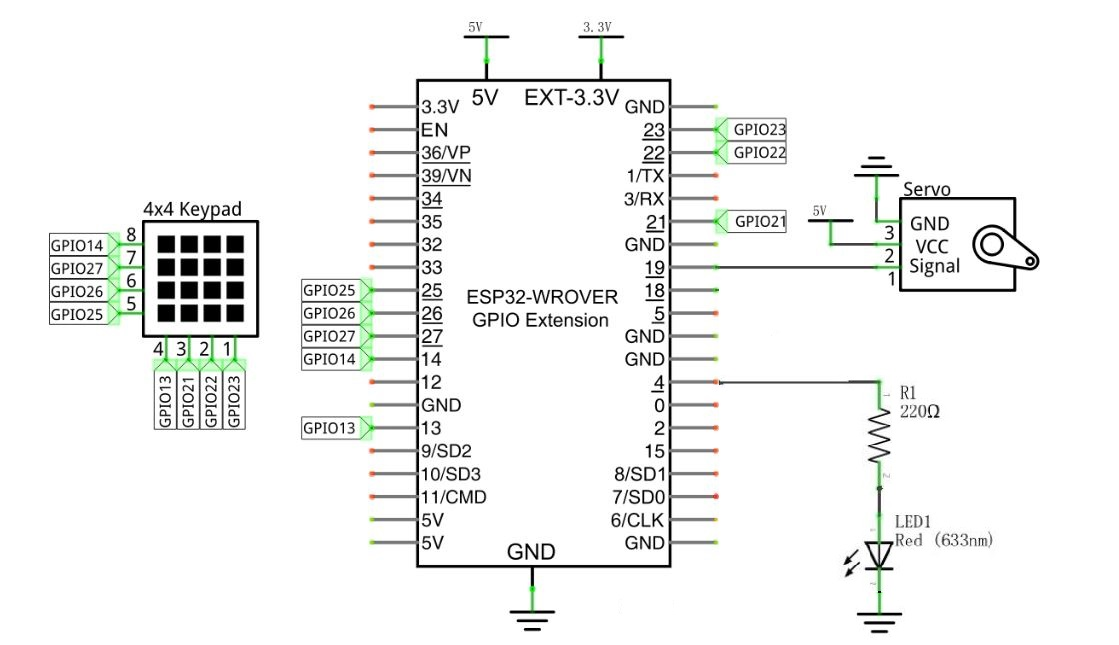 5V
3.3V
5V
EXT-3.3V
3.3V
EN
36/VP
39/VN
34
35
32
33
25
26
27
14
12
GND
13
9/SD2
10/SD3
11/CMD
5V
5V
GPIO25
GPIO26
GPIO27
GPIO14
GPIO13
ESP32-WROVER
GPIO Extension
GND
GND
23
22
1/TX
3/RX
21
GND
19
18
5
GND
GND
4
0
2
15
8/SD1
7/SD0
6/CLK
GND
GPIO23
GPIO22
GPIO21
4x4 Keypad
GPIO14
8
GPIO27
7
GPIO26
6
GPIO25
5
4
3
2
1
GPIO13
GPIO21
GPIO22
GPIO23
Servo
5V
GND
3
VCC
2
Signal
1
1
R1
220Ω
2
1
LED1
Red (633nm)
2